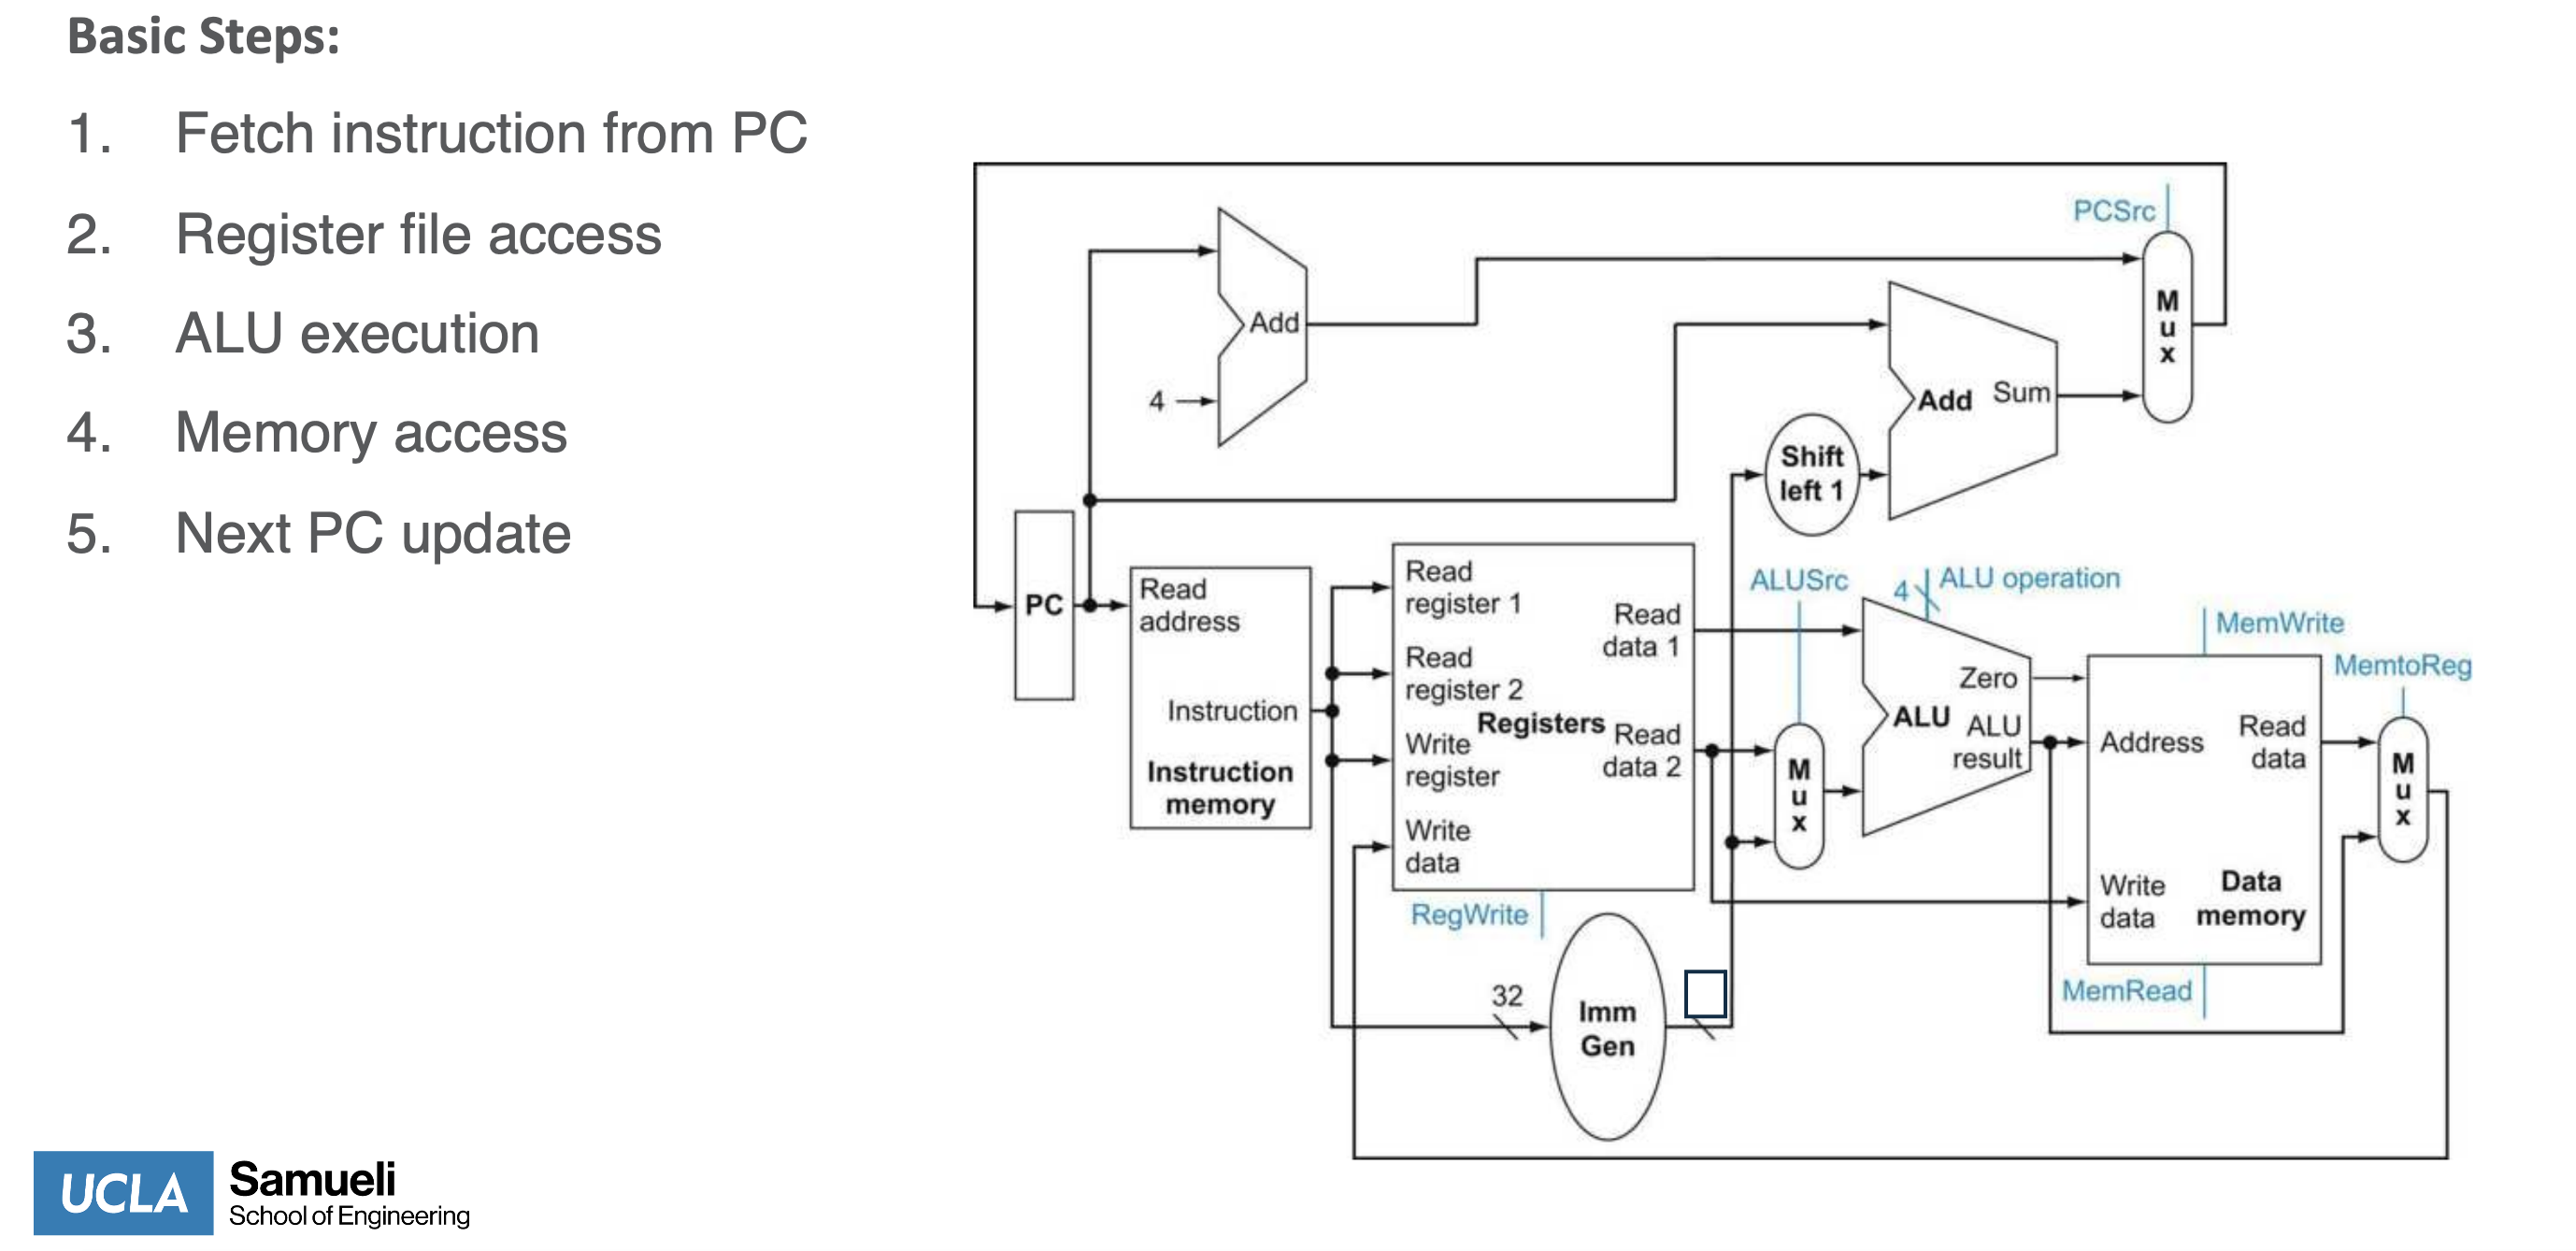 Basic Steps:
1. Fetch instruction from PC
2. Register file access
3. ALU execution
4. Memory access
5. Next PC update
PCSrc
Add
4
M
u
x
Add Sum
Shift
left 1
PC
Read
address
Instruction
Instruction
memory
Read
register 1
Read
register 2
Write
register
Write
data
Registers
Read
data 1
Read
data 2
RegWrite
32
Imm
Gen
ALUSrc
M
u
x
4
ALU operation
Zero
ALU
ALU
result
MemWrite
Address
Read
data
Write
data
Data
memory
MemRead
MemtoReg
M
u
x
UCLA
Samueli
School of Engineering